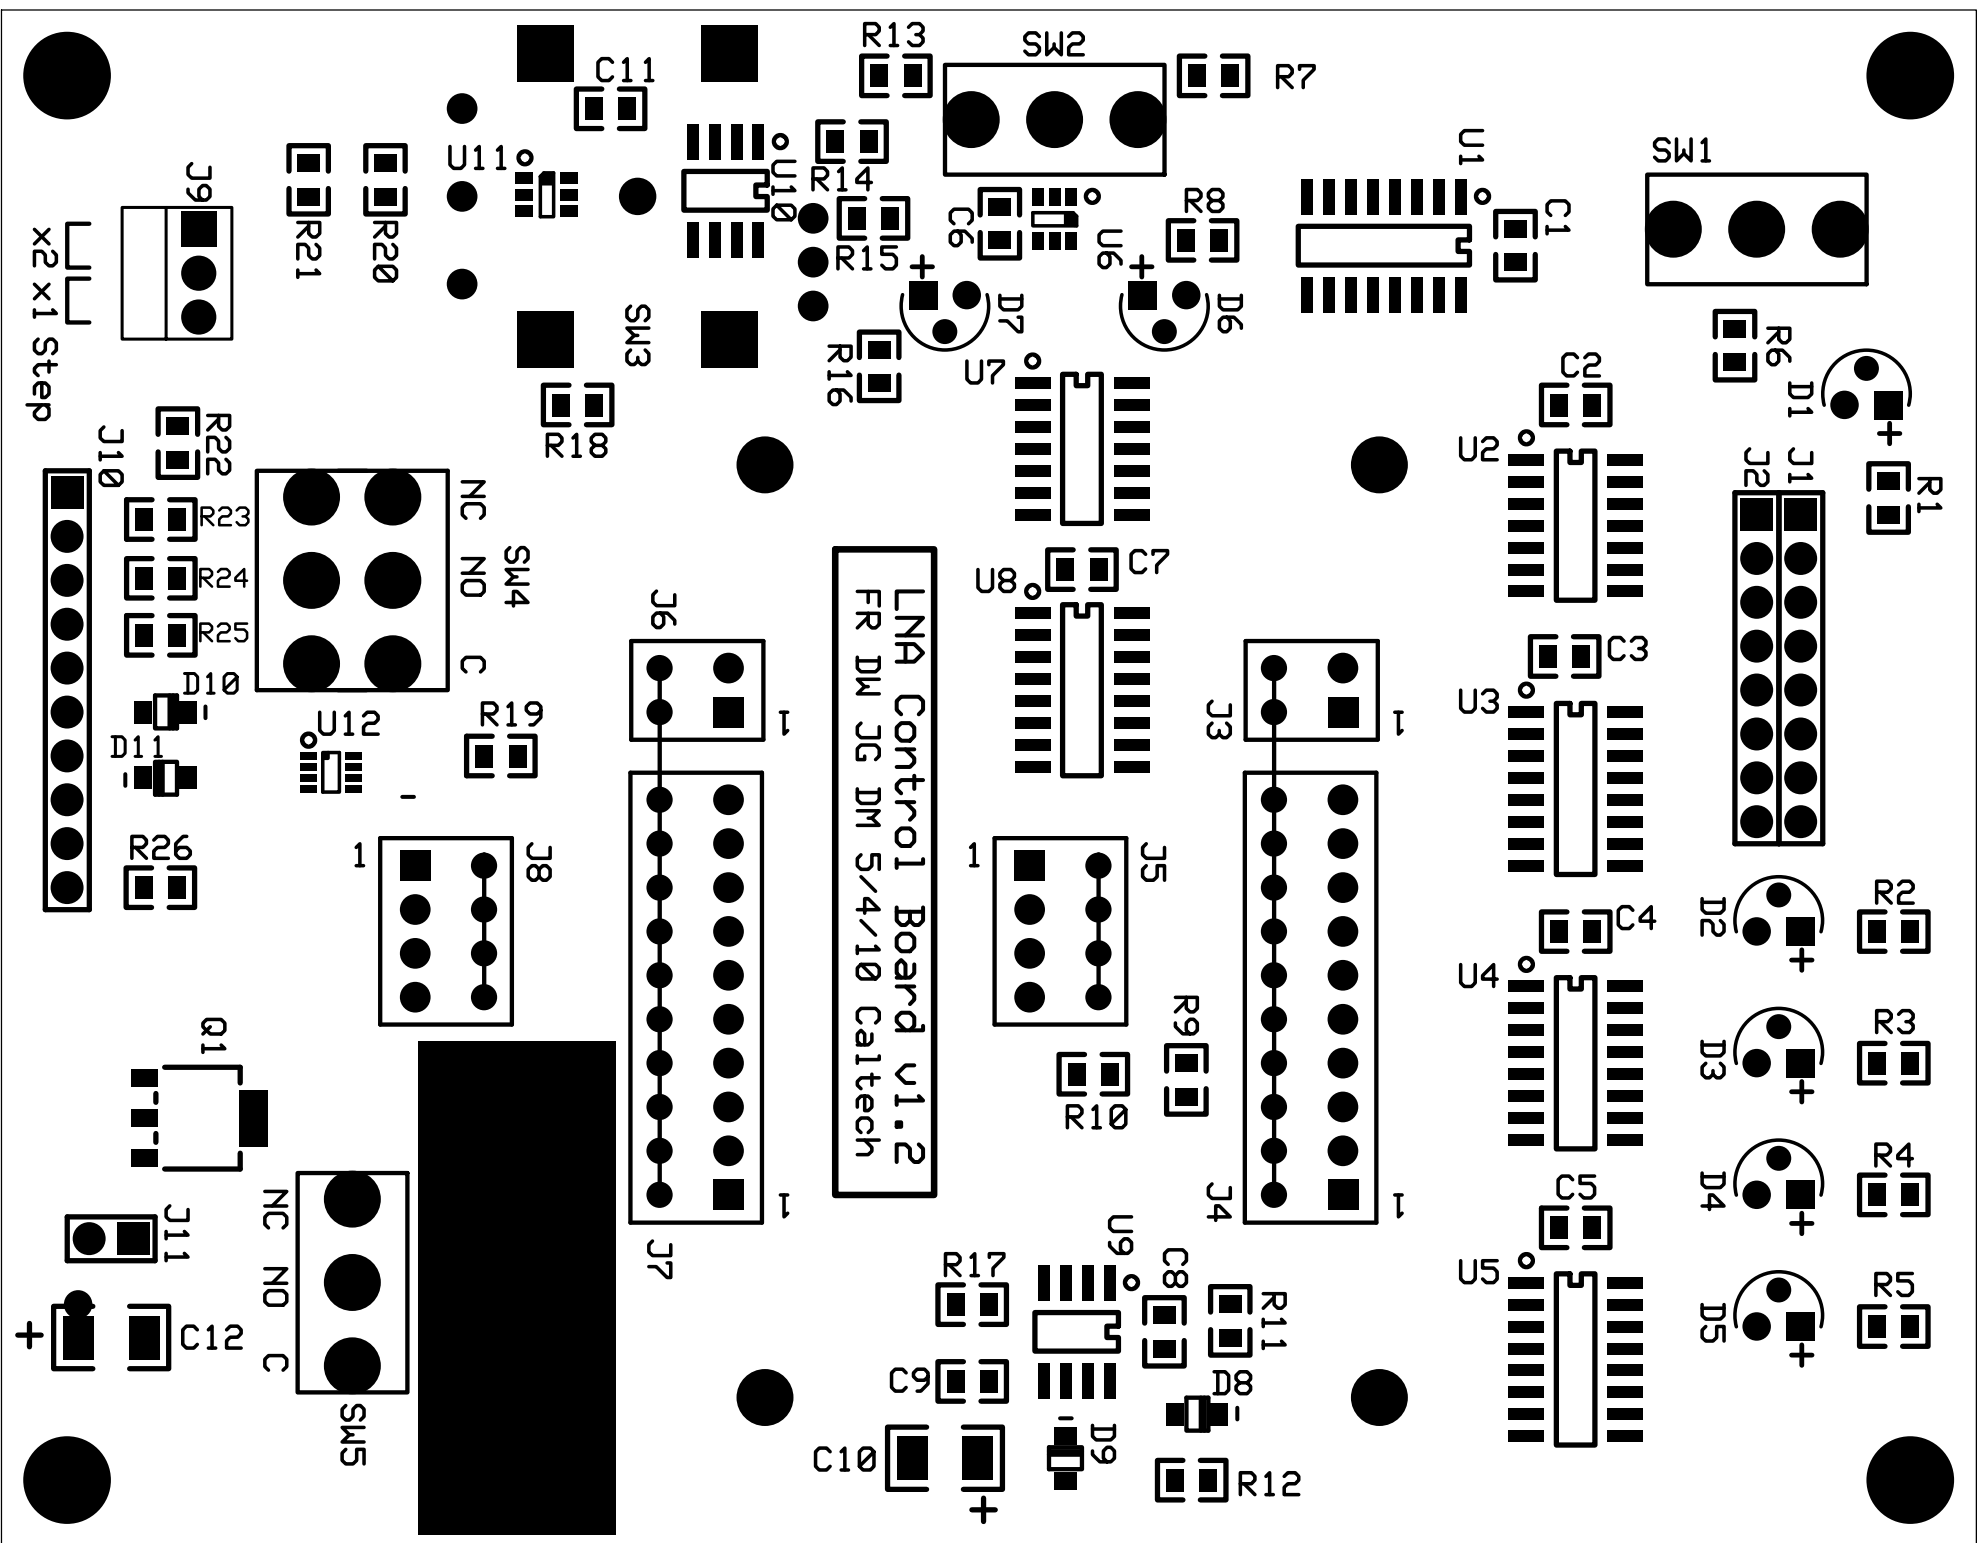 R13
SW2
C11
R7
U1
SW1
U11
J9
U10
R14
R8
C1
C6
x2
x1 Step
R21
R20
R15
U6
+
+
D7
D6
SW3
R16
R6
U7
C2
D1
+
R18
R22
J10
U2
J2
J1
R1
NC
R23
SW4
NO
C7
R24
U8
J6
LNA Control Board v1.2
FR DW JG DM 5/4/10 Caltech
R25
C
C3
D10
-
U3
R19
U12
J3
1
1
D11
-
-
R26
1
J8
1
J5
R2
C4
D2
+
U4
R9
Q1
R3
D3
+
R10
R4
D4
C5
NC
J4
1
1
J11
U9
+
J7
C8
R17
U5
NO
R5
R11
D5
C12
+
C
+
C9
D8
-
-
SW5
D9
C10
R12
+